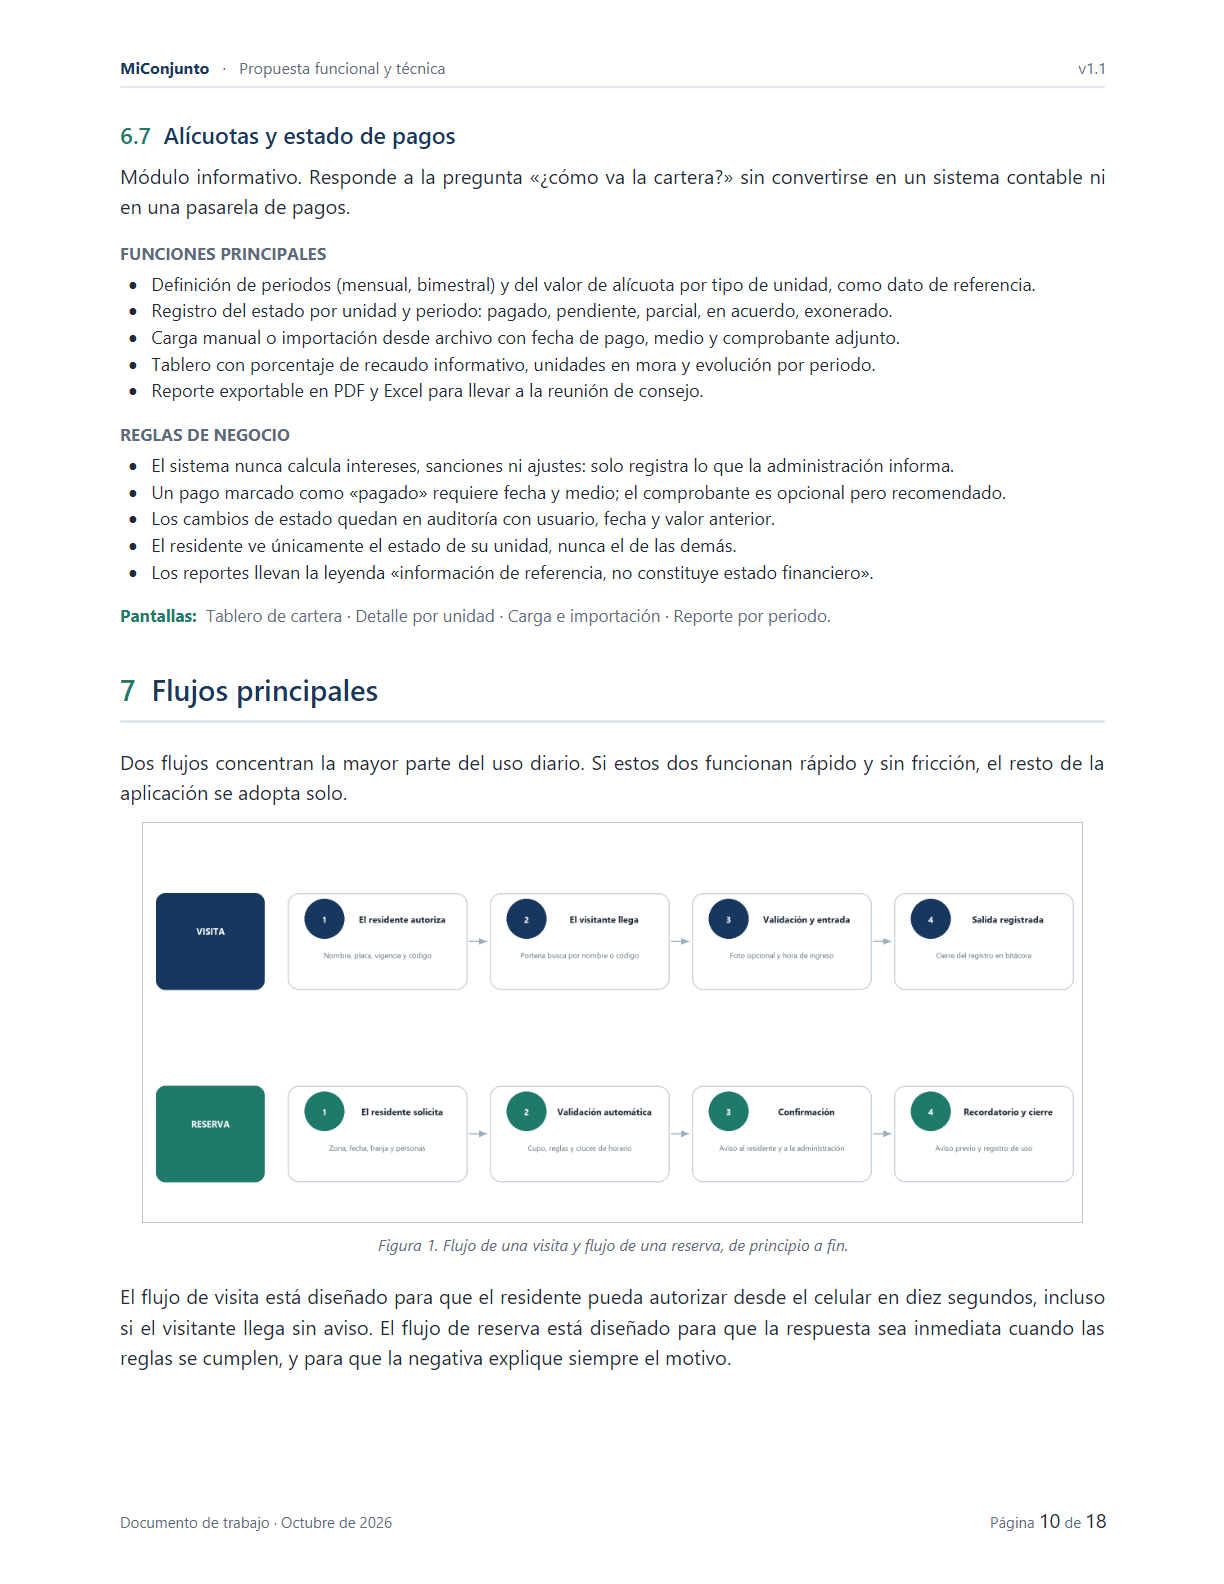 MiConjunto · Propuesta funcional y técnica v1.1
6.7 Alícuotas y estado de pagos
Módulo informativo. Responde a la pregunta «¿cómo va la cartera?» sin convertirse en un sistema contable ni
en una pasarela de pagos.
FUNCIONES PRINCIPALES
• Definición de periodos (mensual, bimestral) y del valor de alícuota por tipo de unidad, como dato de referencia.
• Registro del estado por unidad y periodo: pagado, pendiente, parcial, en acuerdo, exonerado.
• Carga manual o importación desde archivo con fecha de pago, medio y comprobante adjunto.
• Tablero con porcentaje de recaudo informativo, unidades en mora y evolución por periodo.
• Reporte exportable en PDF y Excel para llevar a la reunión de consejo.
REGLAS DE NEGOCIO
• El sistema nunca calcula intereses, sanciones ni ajustes: solo registra lo que la administración informa.
• Un pago marcado como «pagado» requiere fecha y medio; el comprobante es opcional pero recomendado.
• Los cambios de estado quedan en auditoría con usuario, fecha y valor anterior.
• El residente ve únicamente el estado de su unidad, nunca el de las demás.
• Los reportes llevan la leyenda «información de referencia, no constituye estado financiero».
Pantallas: Tablero de cartera · Detalle por unidad · Carga e importación · Reporte por periodo.
7 Flujos principales
Dos flujos concentran la mayor parte del uso diario. Si estos dos funcionan rápido y sin fricción, el resto de la
aplicación se adopta solo.
VISITA
1 El residente autoriza
Nombre, placa, vigencia y código
2 El visitante llega
Portería busca por nombre o código
3 Validación y entrada
Foto opcional y hora de ingreso
4 Salida registrada
Cierre del registro en bitácora
RESERVA
1 El residente solicita
Zona, fecha, franja y personas
2 Validación automática
Cupo, reglas y cruces de horario
3 Confirmación
Aviso al residente y a la administración
4 Recordatorio y cierre
Aviso previo y registro de uso
Figura 1. Flujo de una visita y flujo de una reserva, de principio a fin.
El flujo de visita está diseñado para que el residente pueda autorizar desde el celular en diez segundos, incluso
si el visitante llega sin aviso. El flujo de reserva está diseñado para que la respuesta sea inmediata cuando las
reglas se cumplen, y para que la negativa explique siempre el motivo.
Documento de trabajo · Octubre de 2026 Página 10 de 18